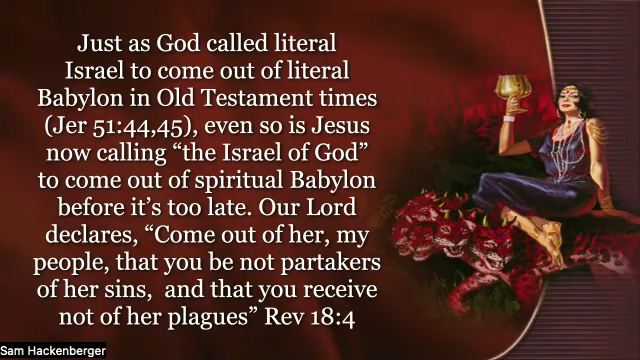 Just as God called literal
Israel to come out of literal
Babylon in Old Testament times
(Jer 51:44,45), even so is Jesus
now calling “the Israel of God”
to come out of spiritual Babylon
before it’s too late. Our Lord
declares, “Come out of her, my
people, that you be not partakers
of her sins,  and that you receive
not of her plagues” Rev 18:4
Sam Hackenberger